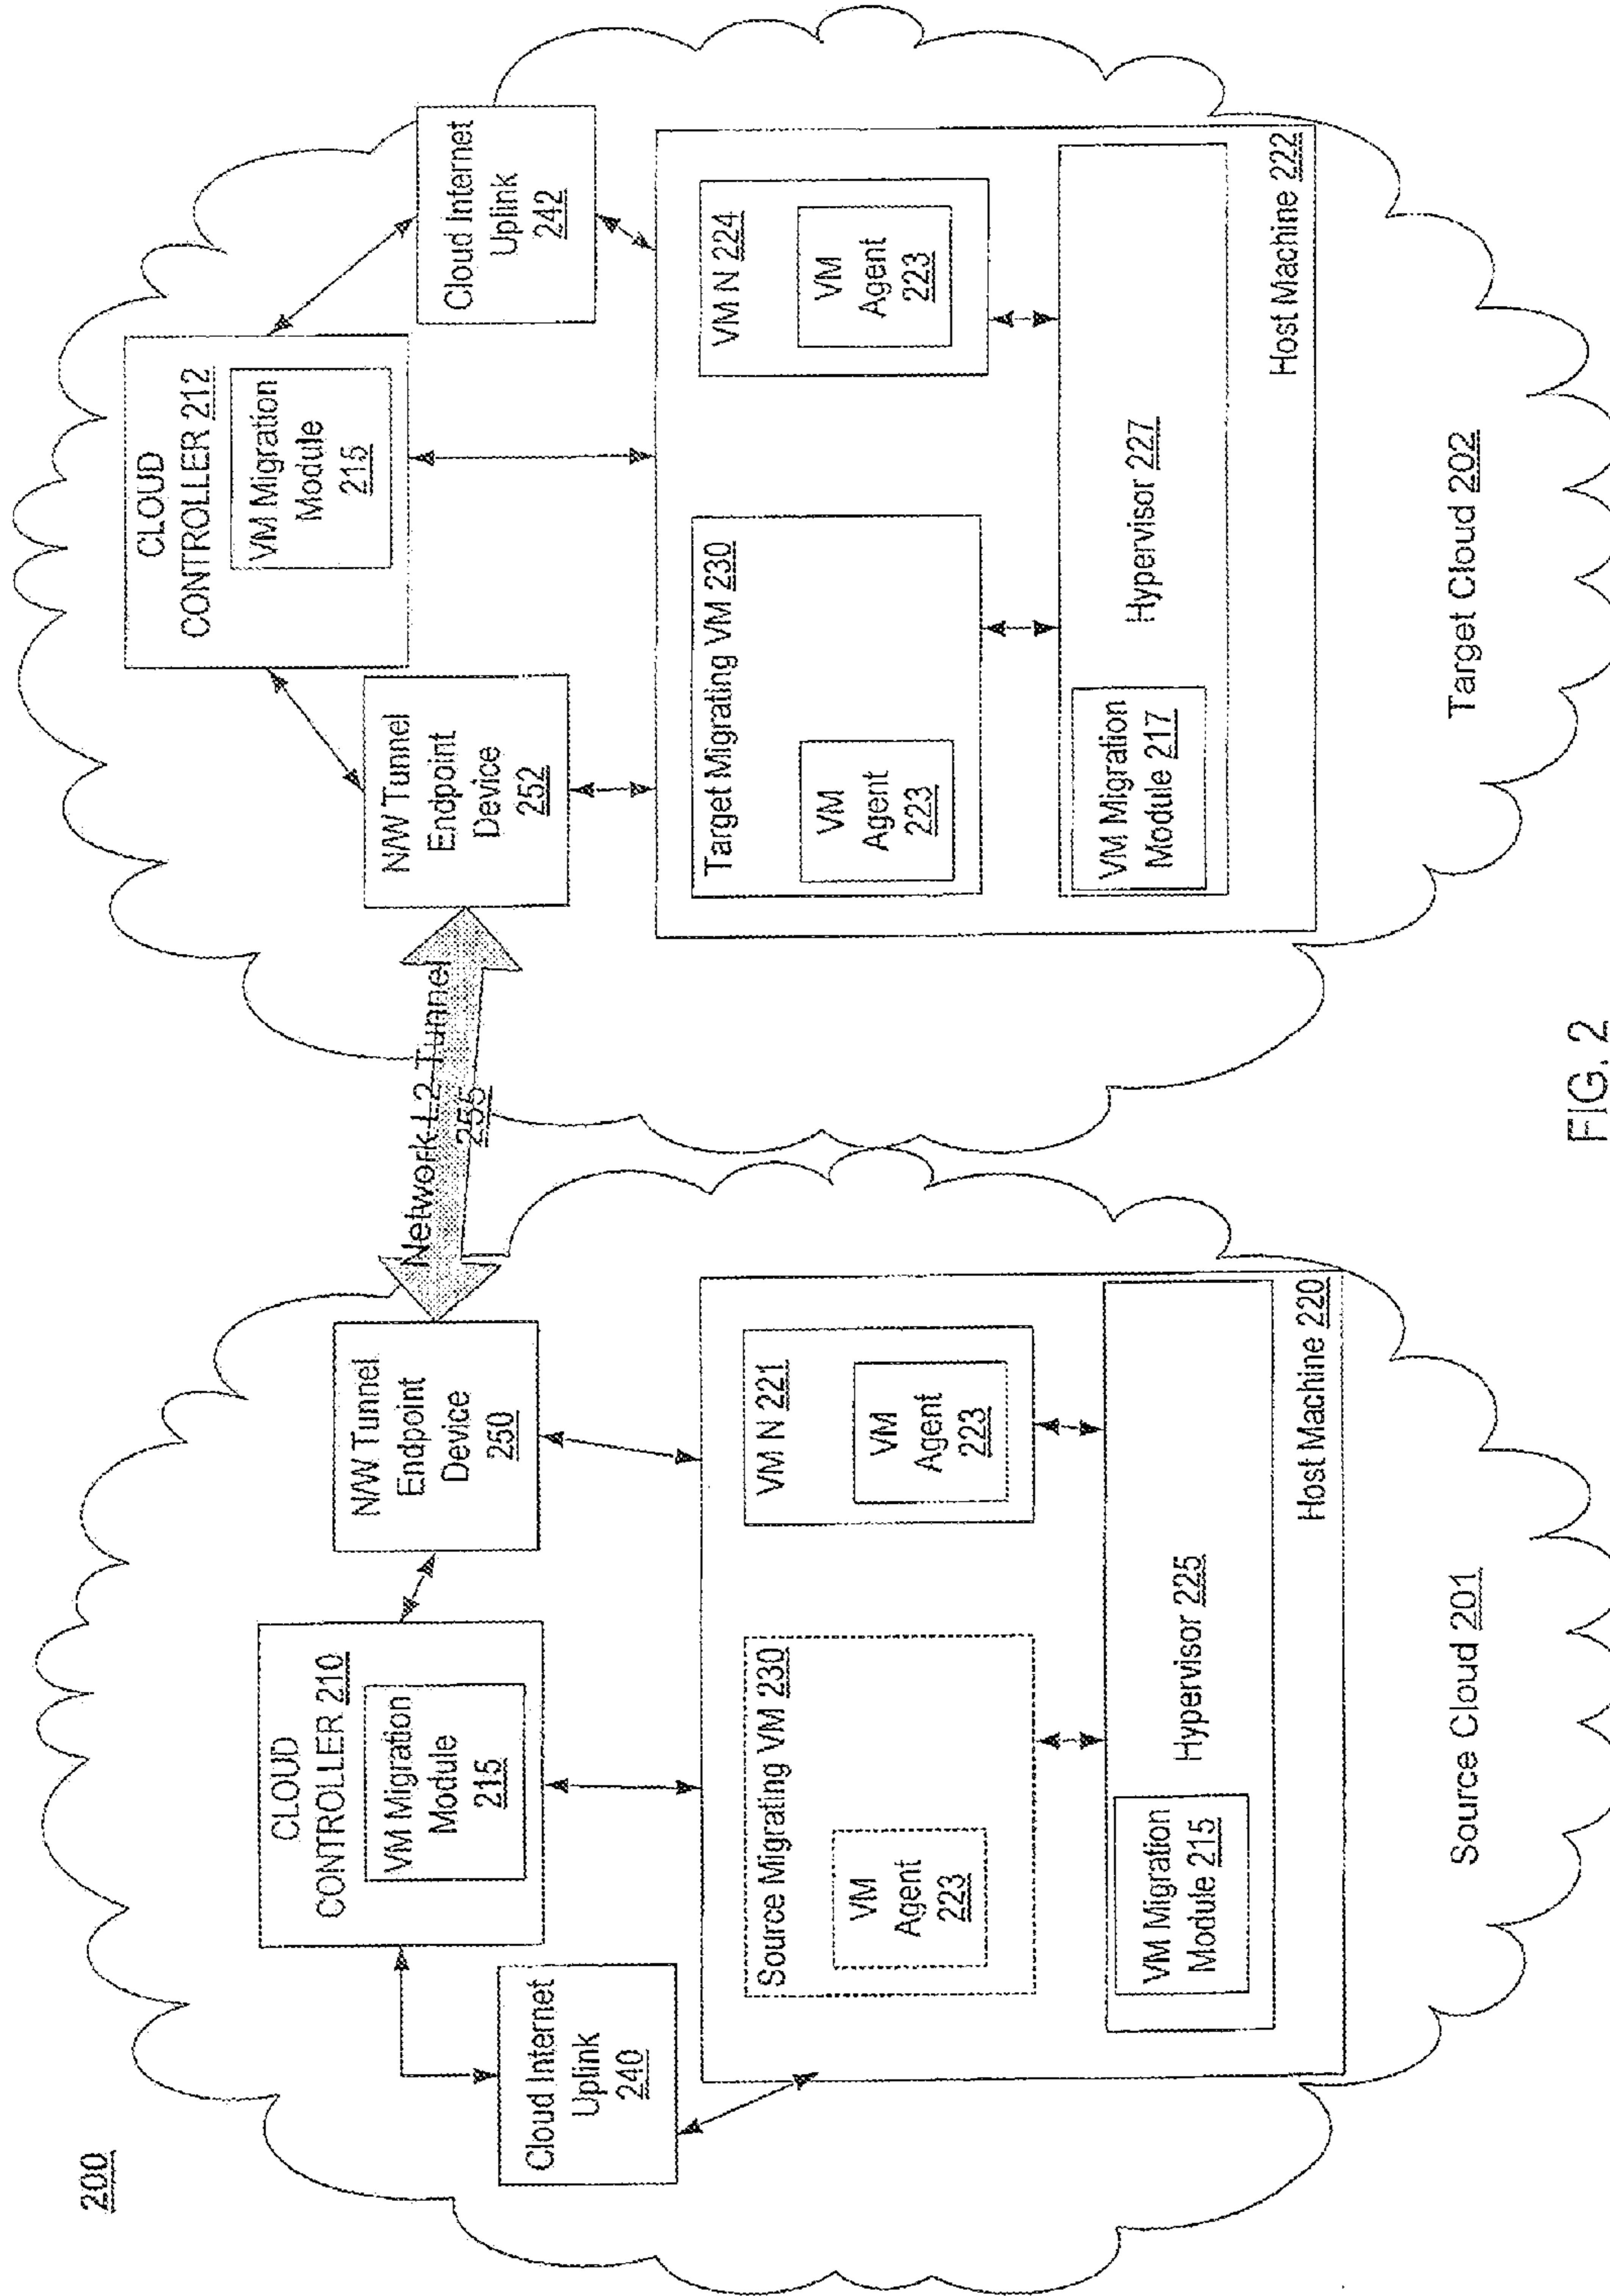 200
CLOUD
CONTROLLER 210
VM Migration
Module
215
N/W Tunnel
Endpoint
Device
250
Cloud Internet
Uplink
240
Source Migrating VM 230
VM
Agent
223
VM N 221
VM
Agent
223
Hypervisor 225
VM Migration
Module 215
Host Machine 220
Source Cloud 201
Network L2 Tunnel
255
CLOUD
CONTROLLER 212
VM Migration
Module
215
N/W Tunnel
Endpoint
Device
252
Cloud Internet
Uplink
242
Target Migrating VM 230
VM
Agent
223
VM N 224
VM
Agent
223
Hypervisor 227
VM Migration
Module 217
Host Machine 222
Target Cloud 202
FIG. 2